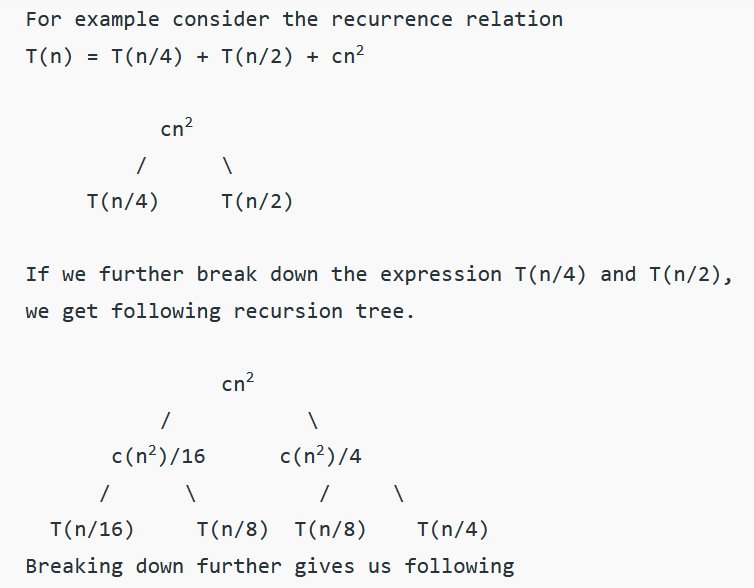 For example consider the recurrence relation
T(n) = T(n/4) + T(n/2) + cn²
cn²
/ \
T(n/4) T(n/2)
If we further break down the expression T(n/4) and T(n/2),
we get following recursion tree.
cn²
/ \
c(n²)/16 c(n²)/4
/ \ / \
T(n/16) T(n/8) T(n/8) T(n/4)
Breaking down further gives us following